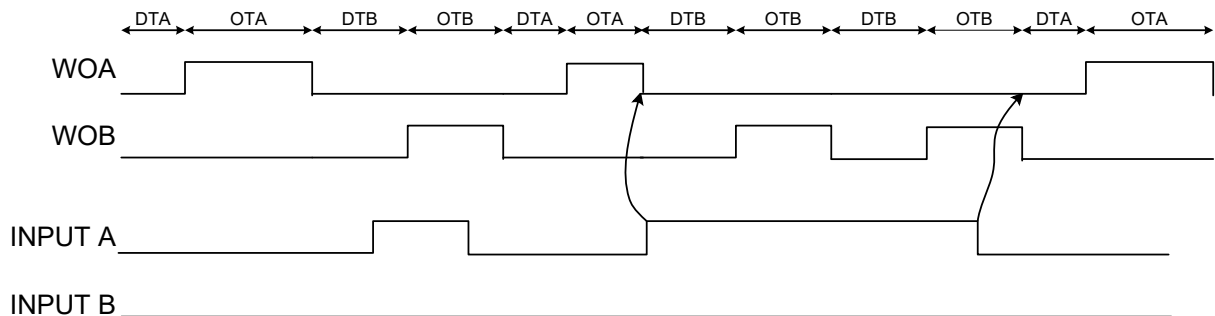 DTA OTA DTB OTB DTA OTA DTB OTB DTB OTB DTA OTA
WOA
WOB
INPUT A
INPUT B